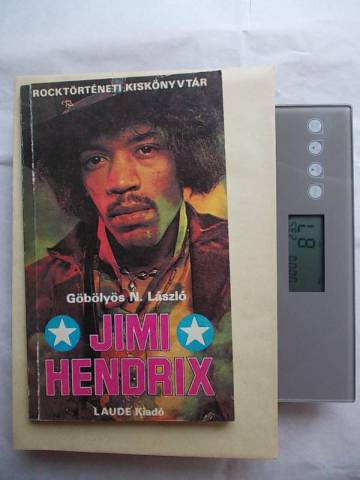 ROCKTÖRTÉNETI KISKÖNYVTÁR
Göbölyös N. László
JIMI
HENDRIX
LAUDE Kiadó